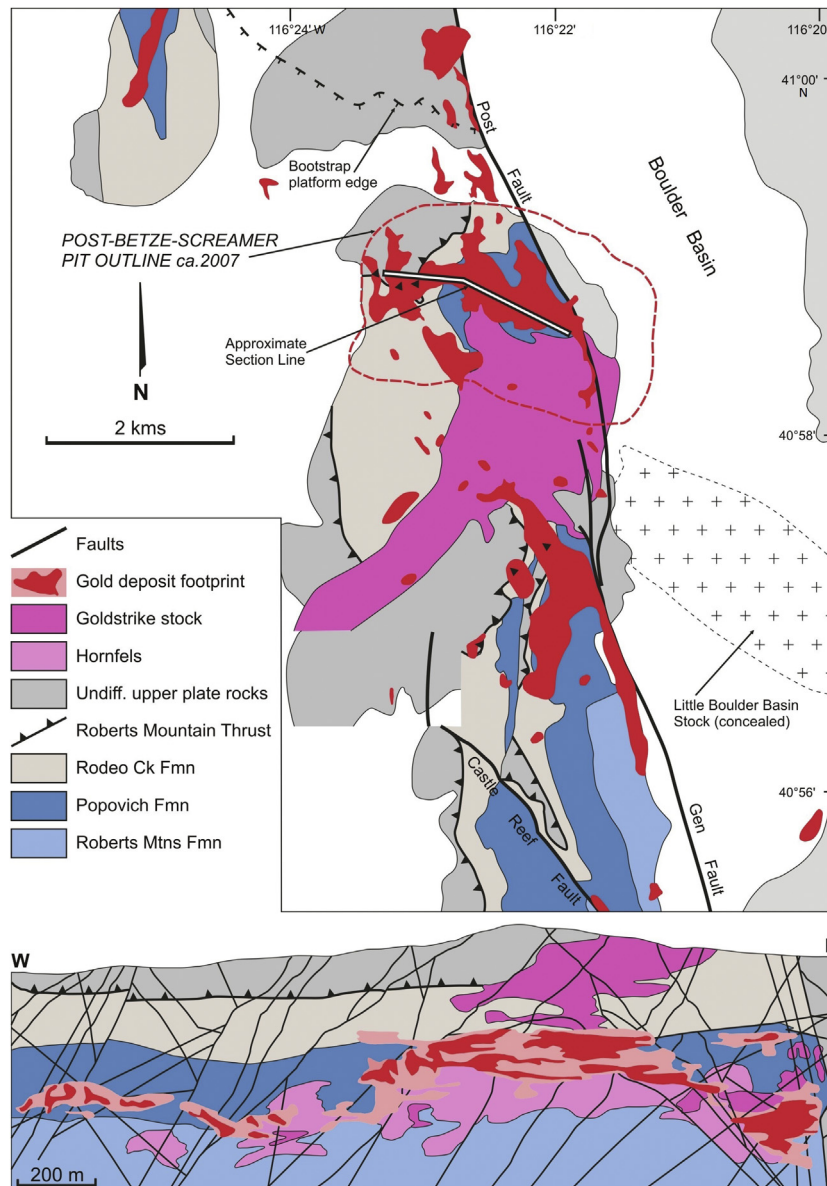 116°24' W
116°22'
116°20'
41°00'
N
Post
Fault
Bootstrap
platform edge
Boulder Basin
POST-BETZE-SCREAMER
PIT OUTLINE ca.2007
Approximate
Section Line
N
2 kms
40°58'
Faults
Gold deposit footprint
Goldstrike stock
Hornfels
Undiff. upper plate rocks
Roberts Mountain Thrust
Rodeo Ck Fmn
Popovich Fmn
Roberts Mtns Fmn
Little Boulder Basin
Stock (concealed)
40°56'
Castle Reef Fault
Gen Fault
W
200 m